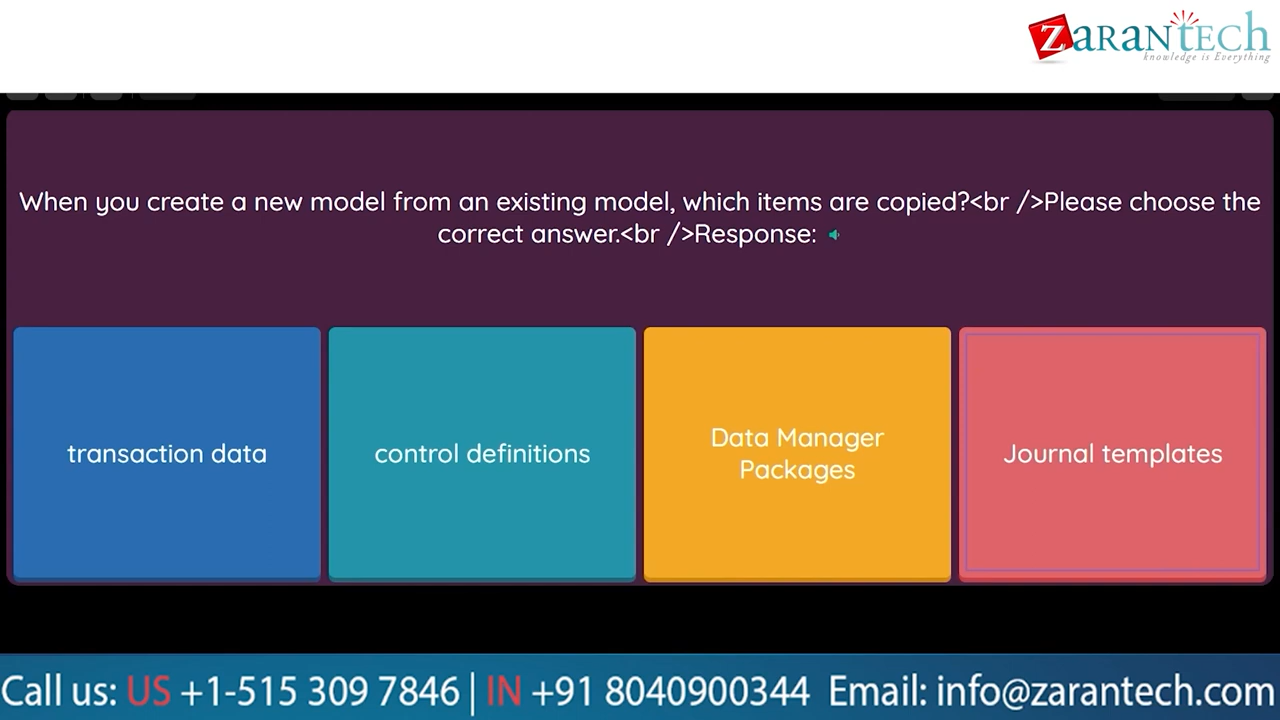 ZARANTECH
knowledge is Everything
When you create a new model from an existing model, which items are copied?<br />Please choose the
correct answer.<br />Response:
transaction data
control definitions
Data Manager
Packages
Journal templates
Call us: US +1-515 309 7846 | IN +91 8040900344 Email: info@zarantech.com